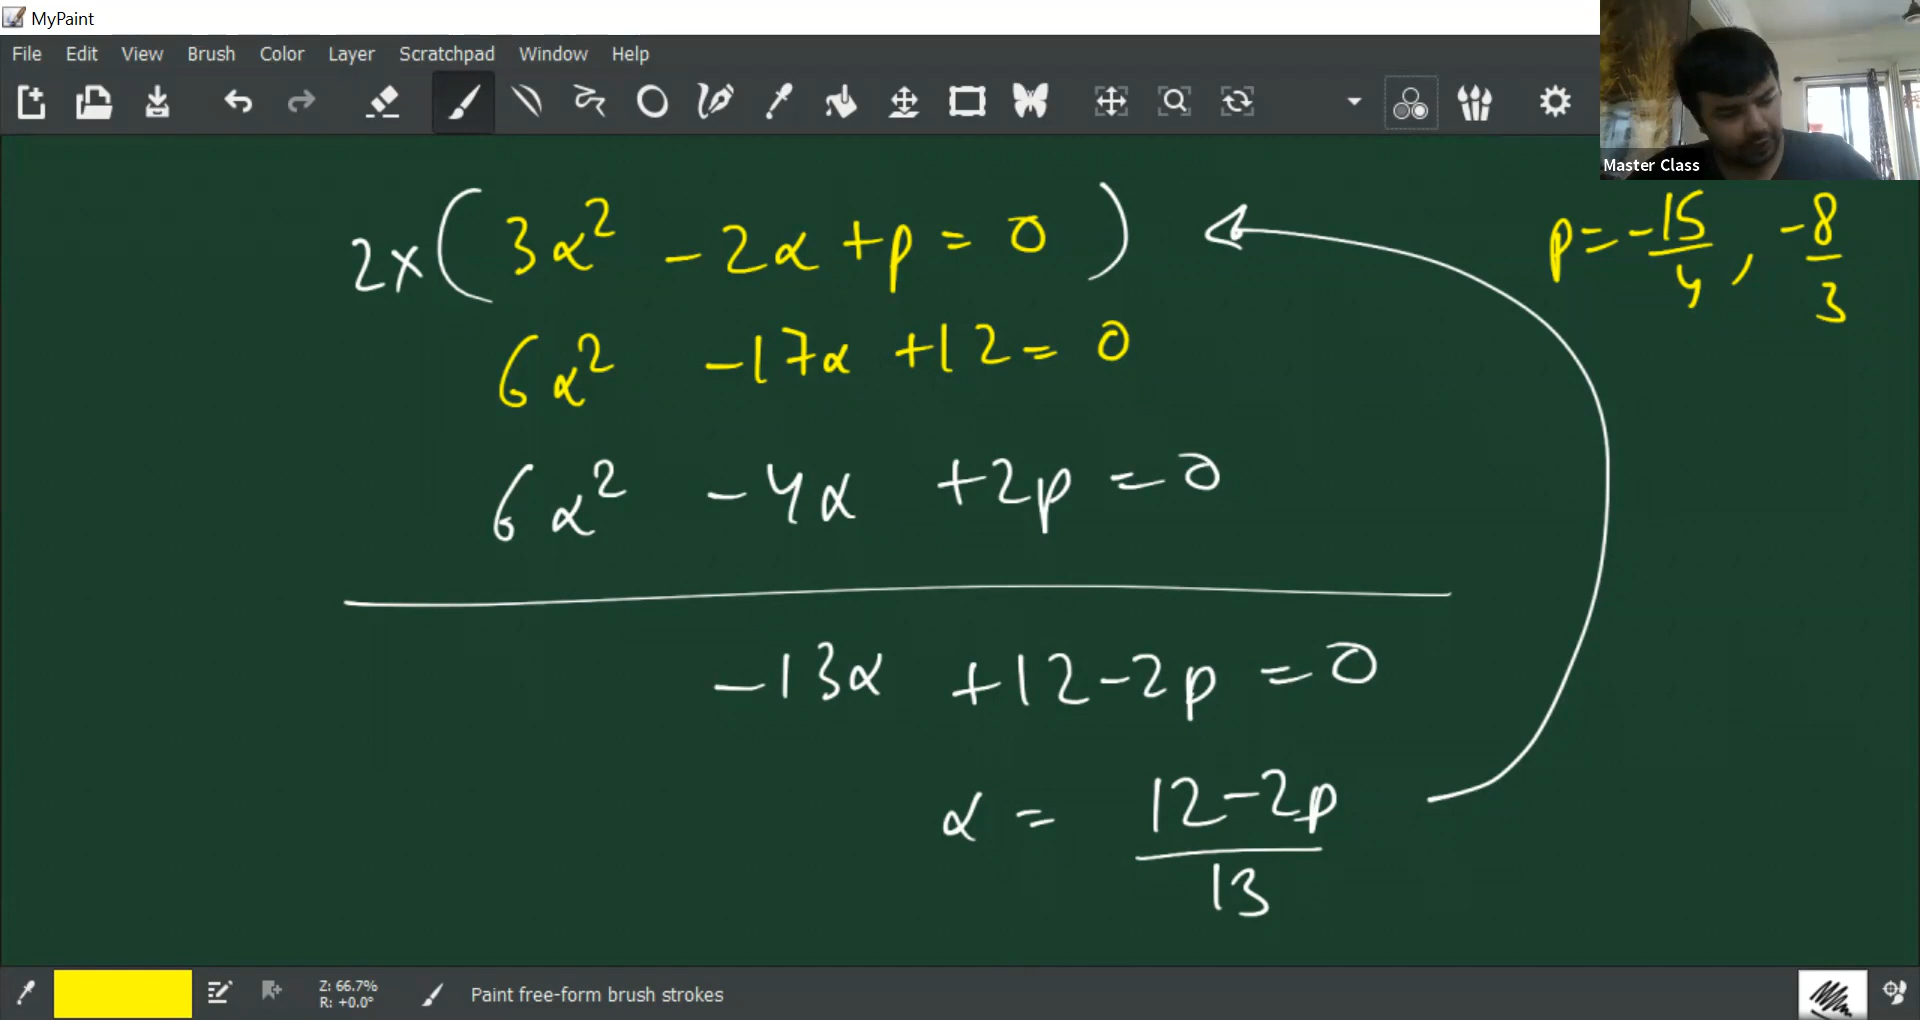 MyPaint
File Edit View Brush Color Layer Scratchpad Window Help
Master Class
2x(3α² - 2α + p = 0)
p = -15/4, -8/3
6α² - 17α + 12 = 0
6α² - 4α + 2p = 0
-13α + 12 - 2p = 0
α = 12-2p/13
Z: 66.7%
R: +0.0°
Paint free-form brush strokes